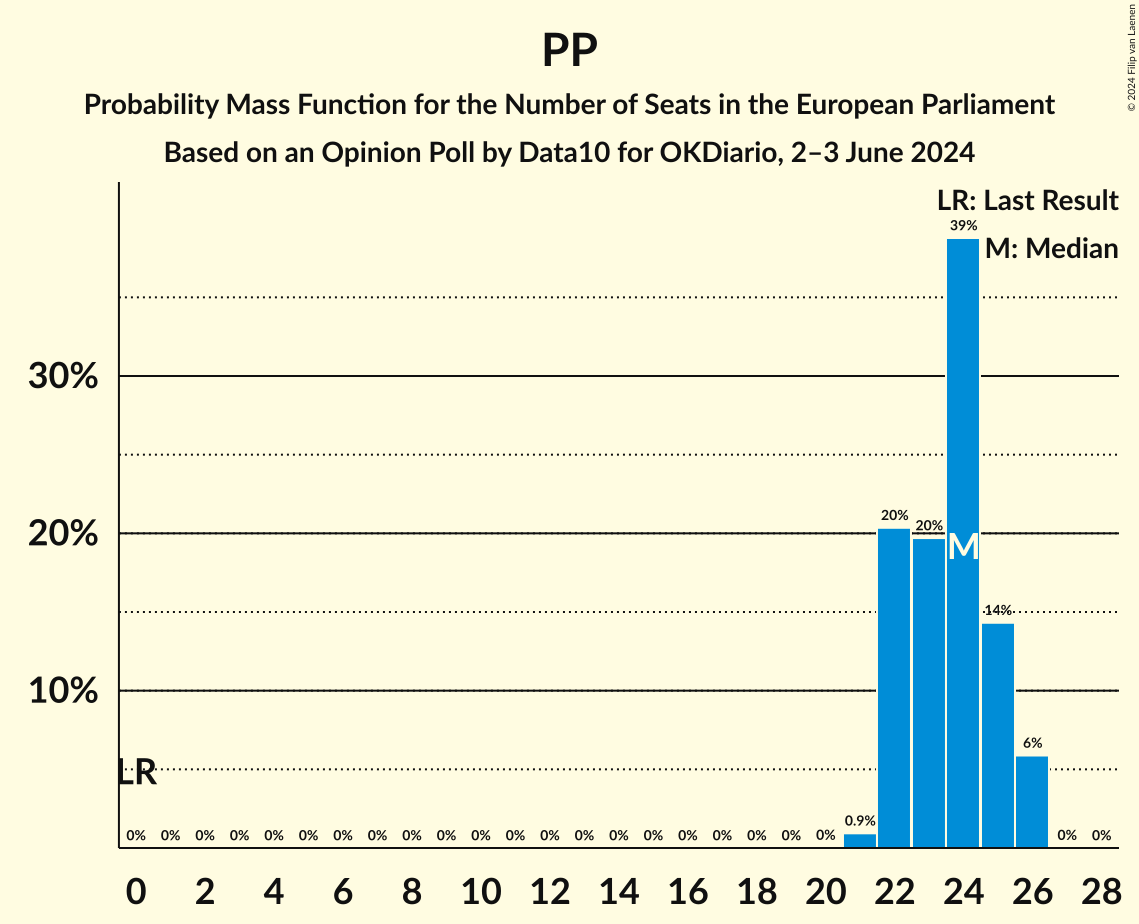 PP
Probability Mass Function for the Number of Seats in the European Parliament
Based on an Opinion Poll by Data10 for OKDiario, 2–3 June 2024
© 2024 Filip van Laenen
LR: Last Result
M: Median
39%
30%
20%
20% 20%
M
14%
10%
6%
LR
0% 0% 0% 0% 0% 0% 0% 0% 0% 0% 0% 0% 0% 0% 0% 0% 0% 0% 0% 0% 0% 0.9% 0% 0%
0 2 4 6 8 10 12 14 16 18 20 22 24 26 28